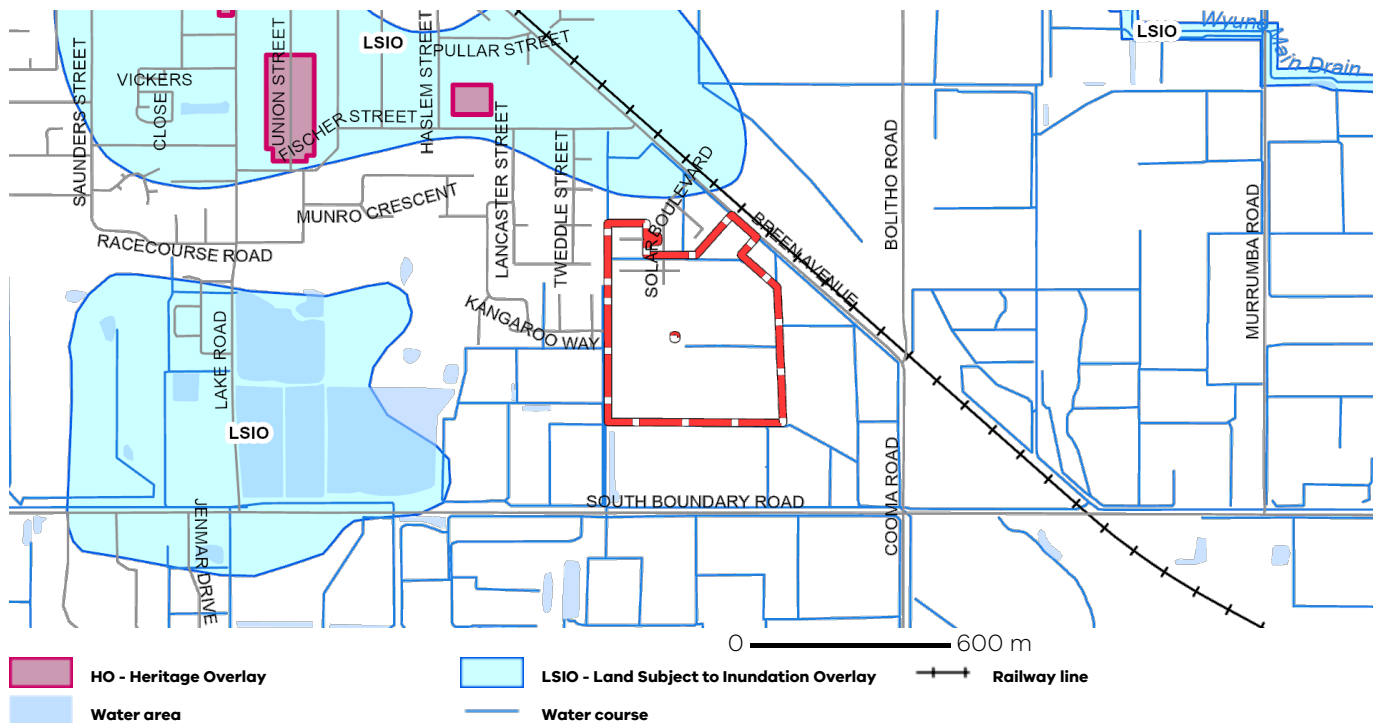 LSIO
PULLAR STREET
HASLEM STREET
UNION STREET
SAUNDERS STREET
VICKERS
CLOSE
FISCHER STREET
LSIO
Wyuna
Main Drain
LANCASTER STREET
TWEDDLE STREET
MUNRO CRESCENT
RACECOURSE ROAD
SOLAR BOULEVARD
BREEN AVENUE
BOLITHO ROAD
MURRUMBA ROAD
KANGAROO WAY
LAKE ROAD
LSIO
SOUTH BOUNDARY ROAD
COOMA ROAD
JENMAR DRIVE
0 600 m
HO - Heritage Overlay
LSIO - Land Subject to Inundation Overlay
Railway line
Water area
Water course